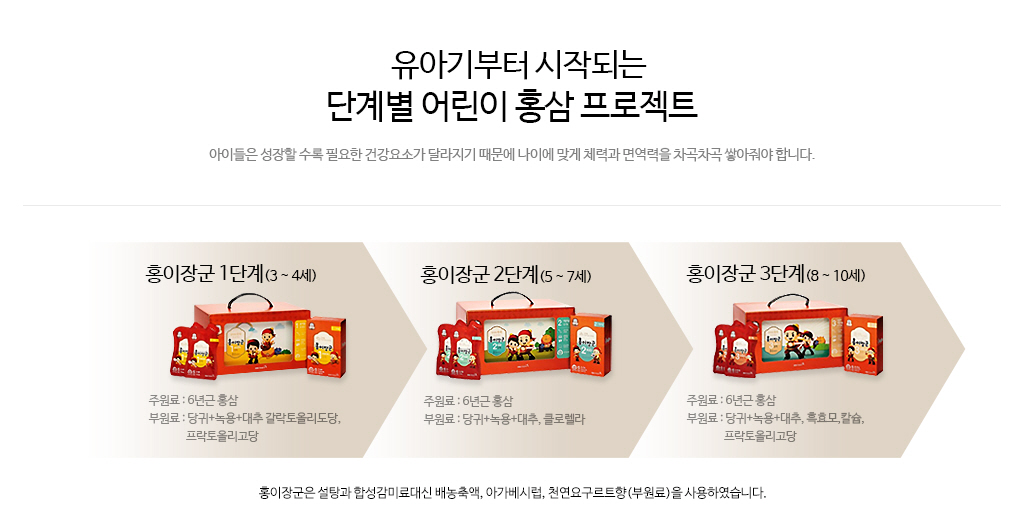 유아기부터 시작되는
단계별 어린이 홍삼 프로젝트
아이들은 성장할 수록 필요한 건강요소가 달라지기 때문에 나이에 맞게 체력과 면역력을 차곡차곡 쌓아줘야 합니다.
홍이장군 1단계(3 ~ 4세)
주원료 : 6년근 홍삼
부원료 : 당귀+녹용+대추 갈락토올리도당,
프락토올리고당
홍이장군 2단계(5 ~ 7세)
주원료 : 6년근 홍삼
부원료 : 당귀+녹용+대추, 클로렐라
홍이장군 3단계(8 ~ 10세)
주원료 : 6년근 홍삼
부원료 : 당귀+녹용+대추, 흑효모,칼슘,
프락토올리고당
홍이장군은 설탕과 합성감미료대신 배농축액, 아가베시럽, 천연요구르트향(부원료)을 사용하였습니다.